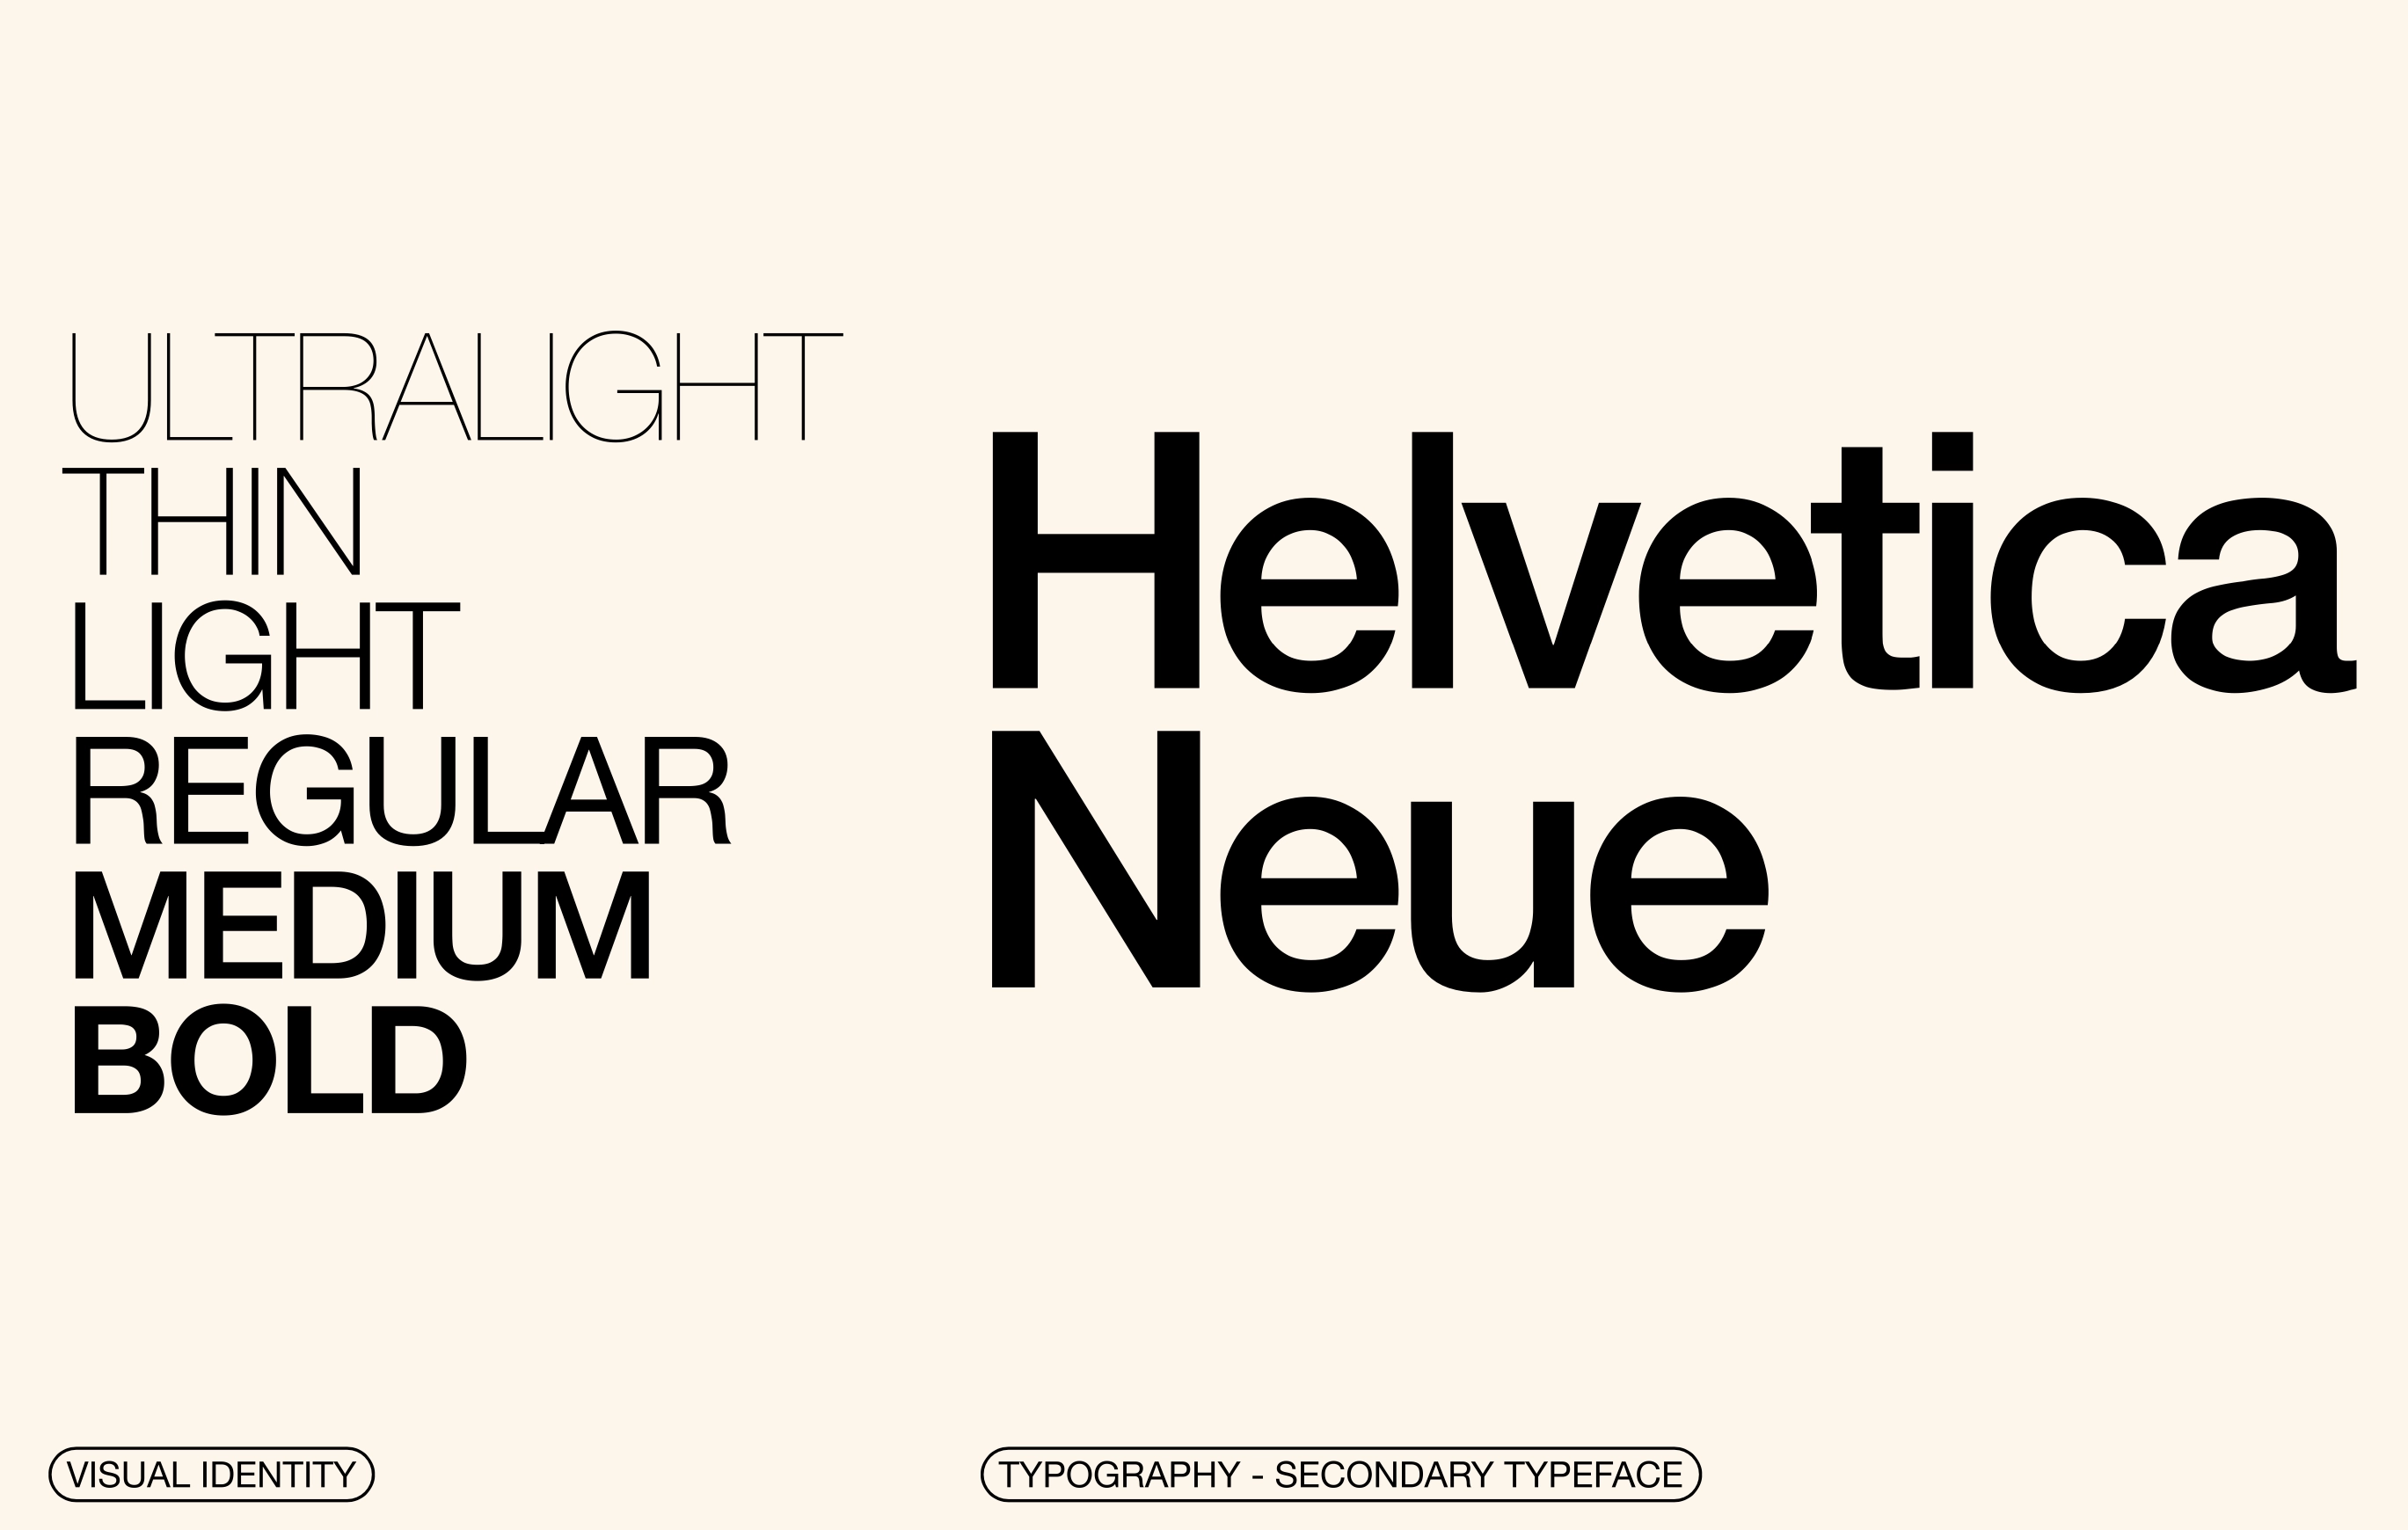 ULTRALIGHT
THIN
LIGHT
REGULAR
MEDIUM
BOLD
Helvetica
Neue
VISUAL IDENTITY
TYPOGRAPHY - SECONDARY TYPEFACE